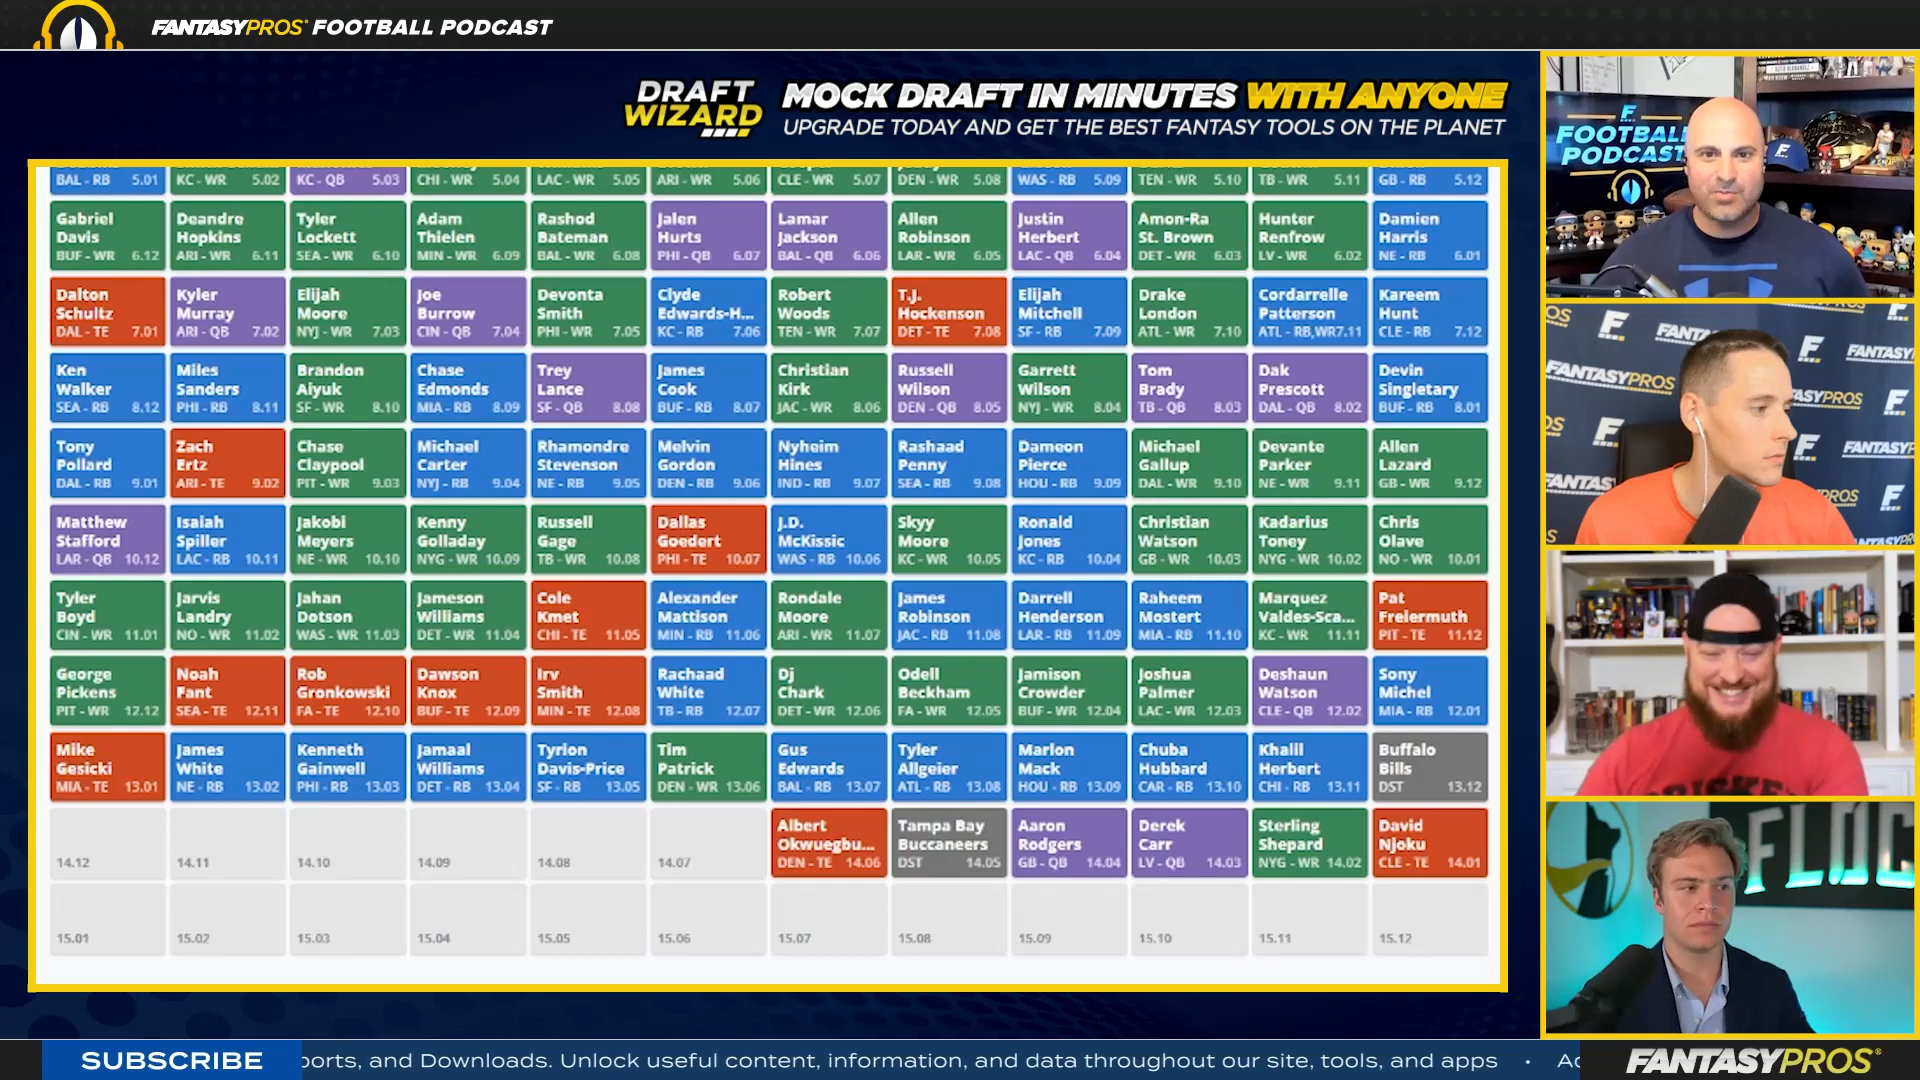 FANTASYPROS FOOTBALL PODCAST
DRAFT
WIZARD
MOCK DRAFT IN MINUTES WITH ANYONE
UPGRADE TODAY AND GET THE BEST FANTASY TOOLS ON THE PLANET
BAL - RB 5.01 KC - WR 5.02 KC - QB 5.03 CHI - WR 5.04 LAC - WR 5.05 ARI - WR 5.06 CLE - WR 5.07 DEN - WR 5.08 WAS - RB 5.09 TEN - WR 5.10 TB - WR 5.11 GB - RB 5.12
Gabriel Deandre Tyler Adam Rashod Jalen Lamar Allen Justin Amon-Ra Hunter Damien
Davis Hopkins Lockett Thielen Bateman Hurts Jackson Robinson Herbert St. Brown Renfrow Harris
BUF - WR 6.12 ARI - WR 6.11 SEA - WR 6.10 MIN - WR 6.09 BAL - WR 6.08 PHI - QB 6.07 BAL - QB 6.06 LAR - WR 6.05 LAC - QB 6.04 DET - WR 6.03 LV - WR 6.02 NE - RB 6.01
Dalton Kyler Elijah Joe Devonta Clyde Robert T.J. Elijah Drake Cordarrelle Kareem
Schultz Murray Moore Burrow Smith Edwards-H... Woods Hockenson Mitchell London Patterson Hunt
DAL - TE 7.01 ARI - QB 7.02 NYJ - WR 7.03 CIN - QB 7.04 PHI - WR 7.05 KC - RB 7.06 TEN - WR 7.07 DET - TE 7.08 SF - RB 7.09 ATL - WR 7.10 ATL - RB,WR7.11 CLE - RB 7.12
Ken Miles Brandon Chase Trey James Christian Russell Garrett Tom Dak Devin
Walker Sanders Aiyuk Edmonds Lance Cook Kirk Wilson Wilson Brady Prescott Singletary
SEA - RB 8.12 PHI - RB 8.11 SF - WR 8.10 MIA - RB 8.09 SF - QB 8.08 BUF - RB 8.07 JAC - WR 8.06 DEN - QB 8.05 NYJ - WR 8.04 TB - QB 8.03 DAL - QB 8.02 BUF - RB 8.01
Tony Zach Chase Michael Rhamondre Melvin Nyheim Rashaad Dameon Michael Devante Allen
Pollard Ertz Claypool Carter Stevenson Gordon Hines Penny Pierce Gallup Parker Lazard
DAL - RB 9.01 ARI - TE 9.02 PIT - WR 9.03 NYJ - RB 9.04 NE - RB 9.05 DEN - RB 9.06 IND - RB 9.07 SEA - RB 9.08 HOU - RB 9.09 DAL - WR 9.10 NE - WR 9.11 GB - WR 9.12
Matthew Isaiah Jakobi Kenny Russell Dallas J.D. Skyy Ronald Christian Kadarius Chris
Stafford Spiller Meyers Golladay Gage Goedert McKissic Moore Jones Watson Toney Olave
LAR - QB 10.12 LAC - RB 10.11 NE - WR 10.10 NYG - WR 10.09 TB - WR 10.08 PHI - TE 10.07 WAS - RB 10.06 KC - WR 10.05 KC - RB 10.04 GB - WR 10.03 NYG - WR 10.02 NO - WR 10.01
Tyler Jarvis Jahan Jameson Cole Alexander Rondale James Darrell Raheem Marquez Pat
Boyd Landry Dotson Williams Kmet Mattison Moore Robinson Henderson Mostert Valdes-Sca... Freiermuth
CIN - WR 11.01 NO - WR 11.02 WAS - WR 11.03 DET - WR 11.04 CHI - TE 11.05 MIN - RB 11.06 ARI - WR 11.07 JAC - RB 11.08 LAR - RB 11.09 MIA - RB 11.10 KC - WR 11.11 PIT - TE 11.12
George Noah Rob Dawson Irv Rachaad Dj Odell Jamison Joshua Deshaun Sony
Pickens Fant Gronkowski Knox Smith White Chark Beckham Crowder Palmer Watson Michel
PIT - WR 12.12 SEA - TE 12.11 FA - TE 12.10 BUF - TE 12.09 MIN - TE 12.08 TB - RB 12.07 DET - WR 12.06 FA - WR 12.05 BUF - WR 12.04 LAC - WR 12.03 CLE - QB 12.02 MIA - RB 12.01
Mike James Kenneth Jamaal Tyrion Tim Gus Tyler Marlon Chuba Khalil Buffalo
Gesicki White Gainwell Williams Davis-Price Patrick Edwards Allgeier Mack Hubbard Herbert Bills
MIA - TE 13.01 NE - RB 13.02 PHI - RB 13.03 DET - RB 13.04 SF - RB 13.05 DEN - WR 13.06 BAL - RB 13.07 ATL - RB 13.08 HOU - RB 13.09 CAR - RB 13.10 CHI - RB 13.11 DST 13.12
Albert Tampa Bay Aaron Derek Sterling David
Okwuegbu... Buccaneers Rodgers Carr Shepard Njoku
14.12 14.11 14.10 14.09 14.08 14.07 DEN - TE 14.06 DST 14.05 GB - QB 14.04 LV - QB 14.03 NYG - WR 14.02 CLE - TE 14.01
15.01 15.02 15.03 15.04 15.05 15.06 15.07 15.08 15.09 15.10 15.11 15.12
FOOTBALL
PODCAST
FANTASYPROS
FLOC
SUBSCRIBE
ports, and Downloads. Unlock useful content, information, and data throughout our site, tools, and apps •
FANTASYPROS